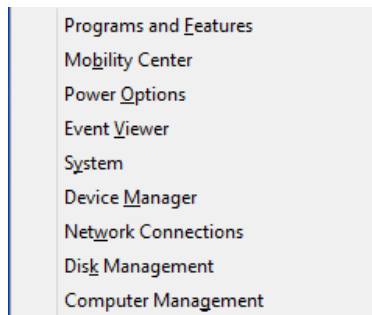 Programs and Features
Mobility Center
Power Options
Event Viewer
System
Device Manager
Network Connections
Disk Management
Computer Management